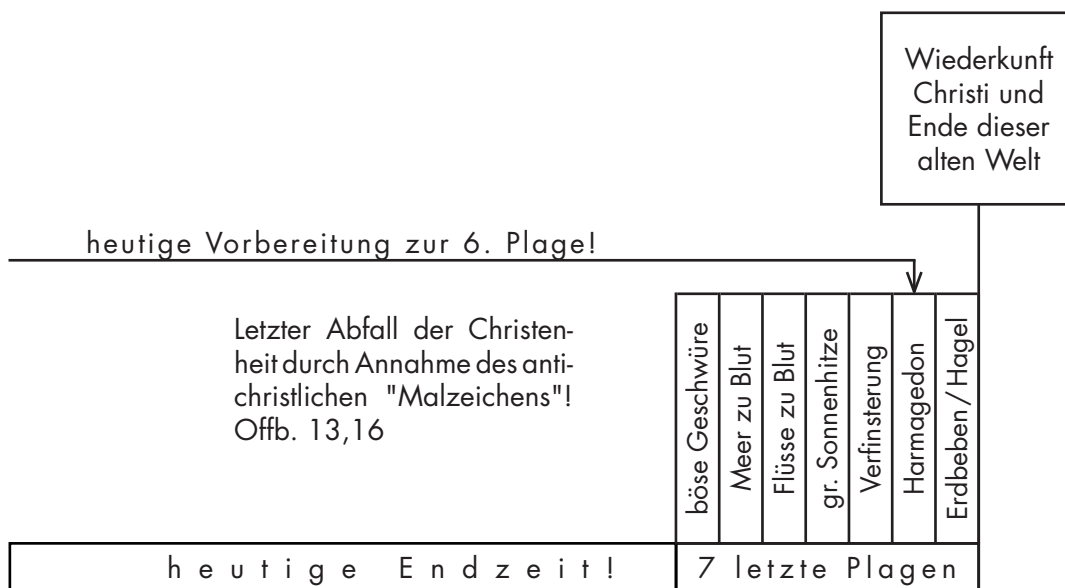 Wiederkunft
Christi und
Ende dieser
alten Welt
heutige Vorbereitung zur 6. Plage!
Letzter Abfall der Christen-
heit durch Annahme des anti-
christlichen "Malzeichens"!
Offb. 13,16
böse Geschwüre
Meer zu Blut
Flüsse zu Blut
gr. Sonnenhitze
Verfinsterung
Harmagedon
Erdbeben/Hagel
heutige Endzeit!
7 letzte Plagen